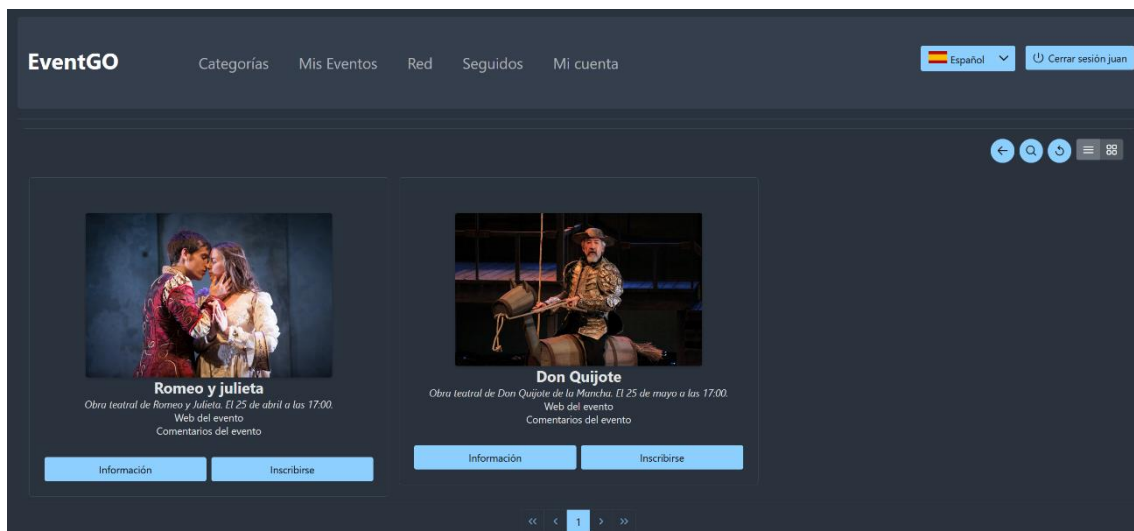 EventGO
Categorías Mis Eventos Red Seguidos Mi cuenta
Español
Cerrar sesión juan
Romeo y julieta
Obra teatral de Romeo y Julieta. El 25 de abril a las 17:00.
Web del evento
Comentarios del evento
Información Inscribirse
Don Quijote
Obra teatral de Don Quijote de la Mancha. El 25 de mayo a las 17:00.
Web del evento
Comentarios del evento
Información Inscribirse
1